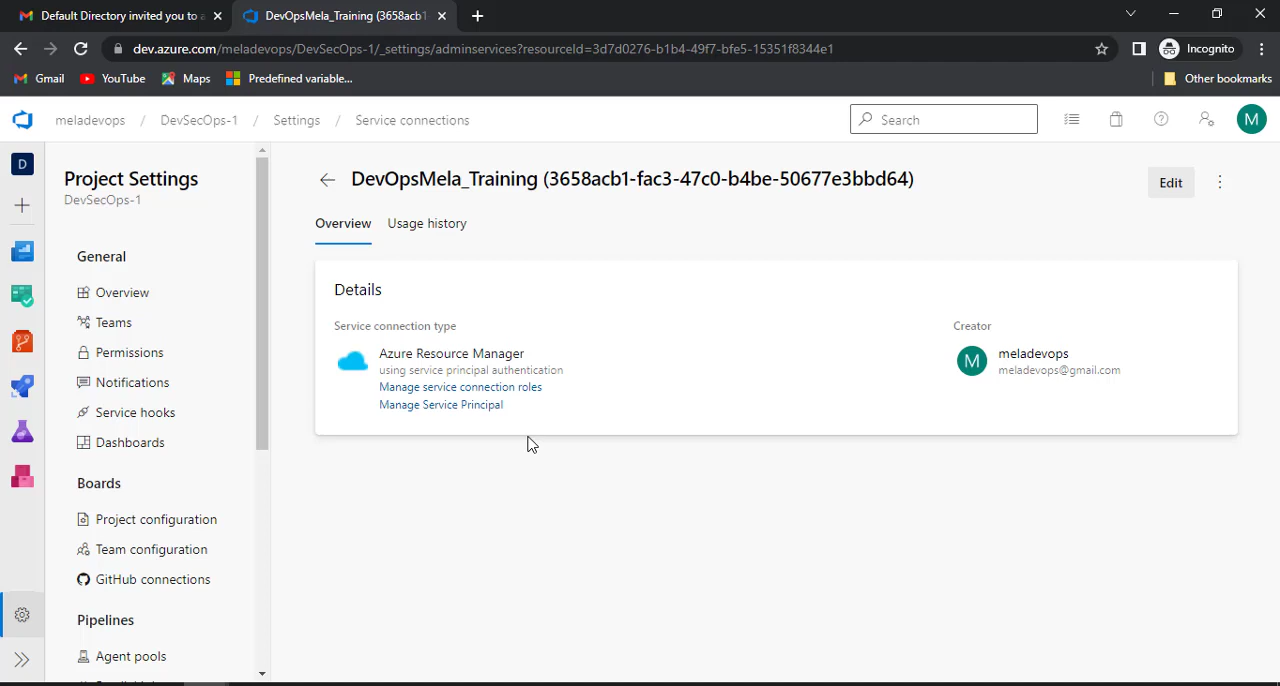 Default Directory invited you to a
DevOpsMela_Training (3658acb1
dev.azure.com/meladevops/DevSecOps-1/_settings/adminservices?resourceId=3d7d0276-b1b4-49f7-bfe5-15351f8344e1
Incognito
Gmail
YouTube
Maps
Predefined variable...
Other bookmarks
meladevops / DevSecOps-1 / Settings / Service connections
Search
M
D
Project Settings
DevSecOps-1
General
Overview
Teams
Permissions
Notifications
Service hooks
Dashboards
Boards
Project configuration
Team configuration
GitHub connections
Pipelines
Agent pools
DevOpsMela_Training (3658acb1-fac3-47c0-b4be-50677e3bbd64)
Edit
Overview
Usage history
Details
Service connection type
Azure Resource Manager
using service principal authentication
Manage service connection roles
Manage Service Principal
Creator
M
meladevops
meladevops@gmail.com